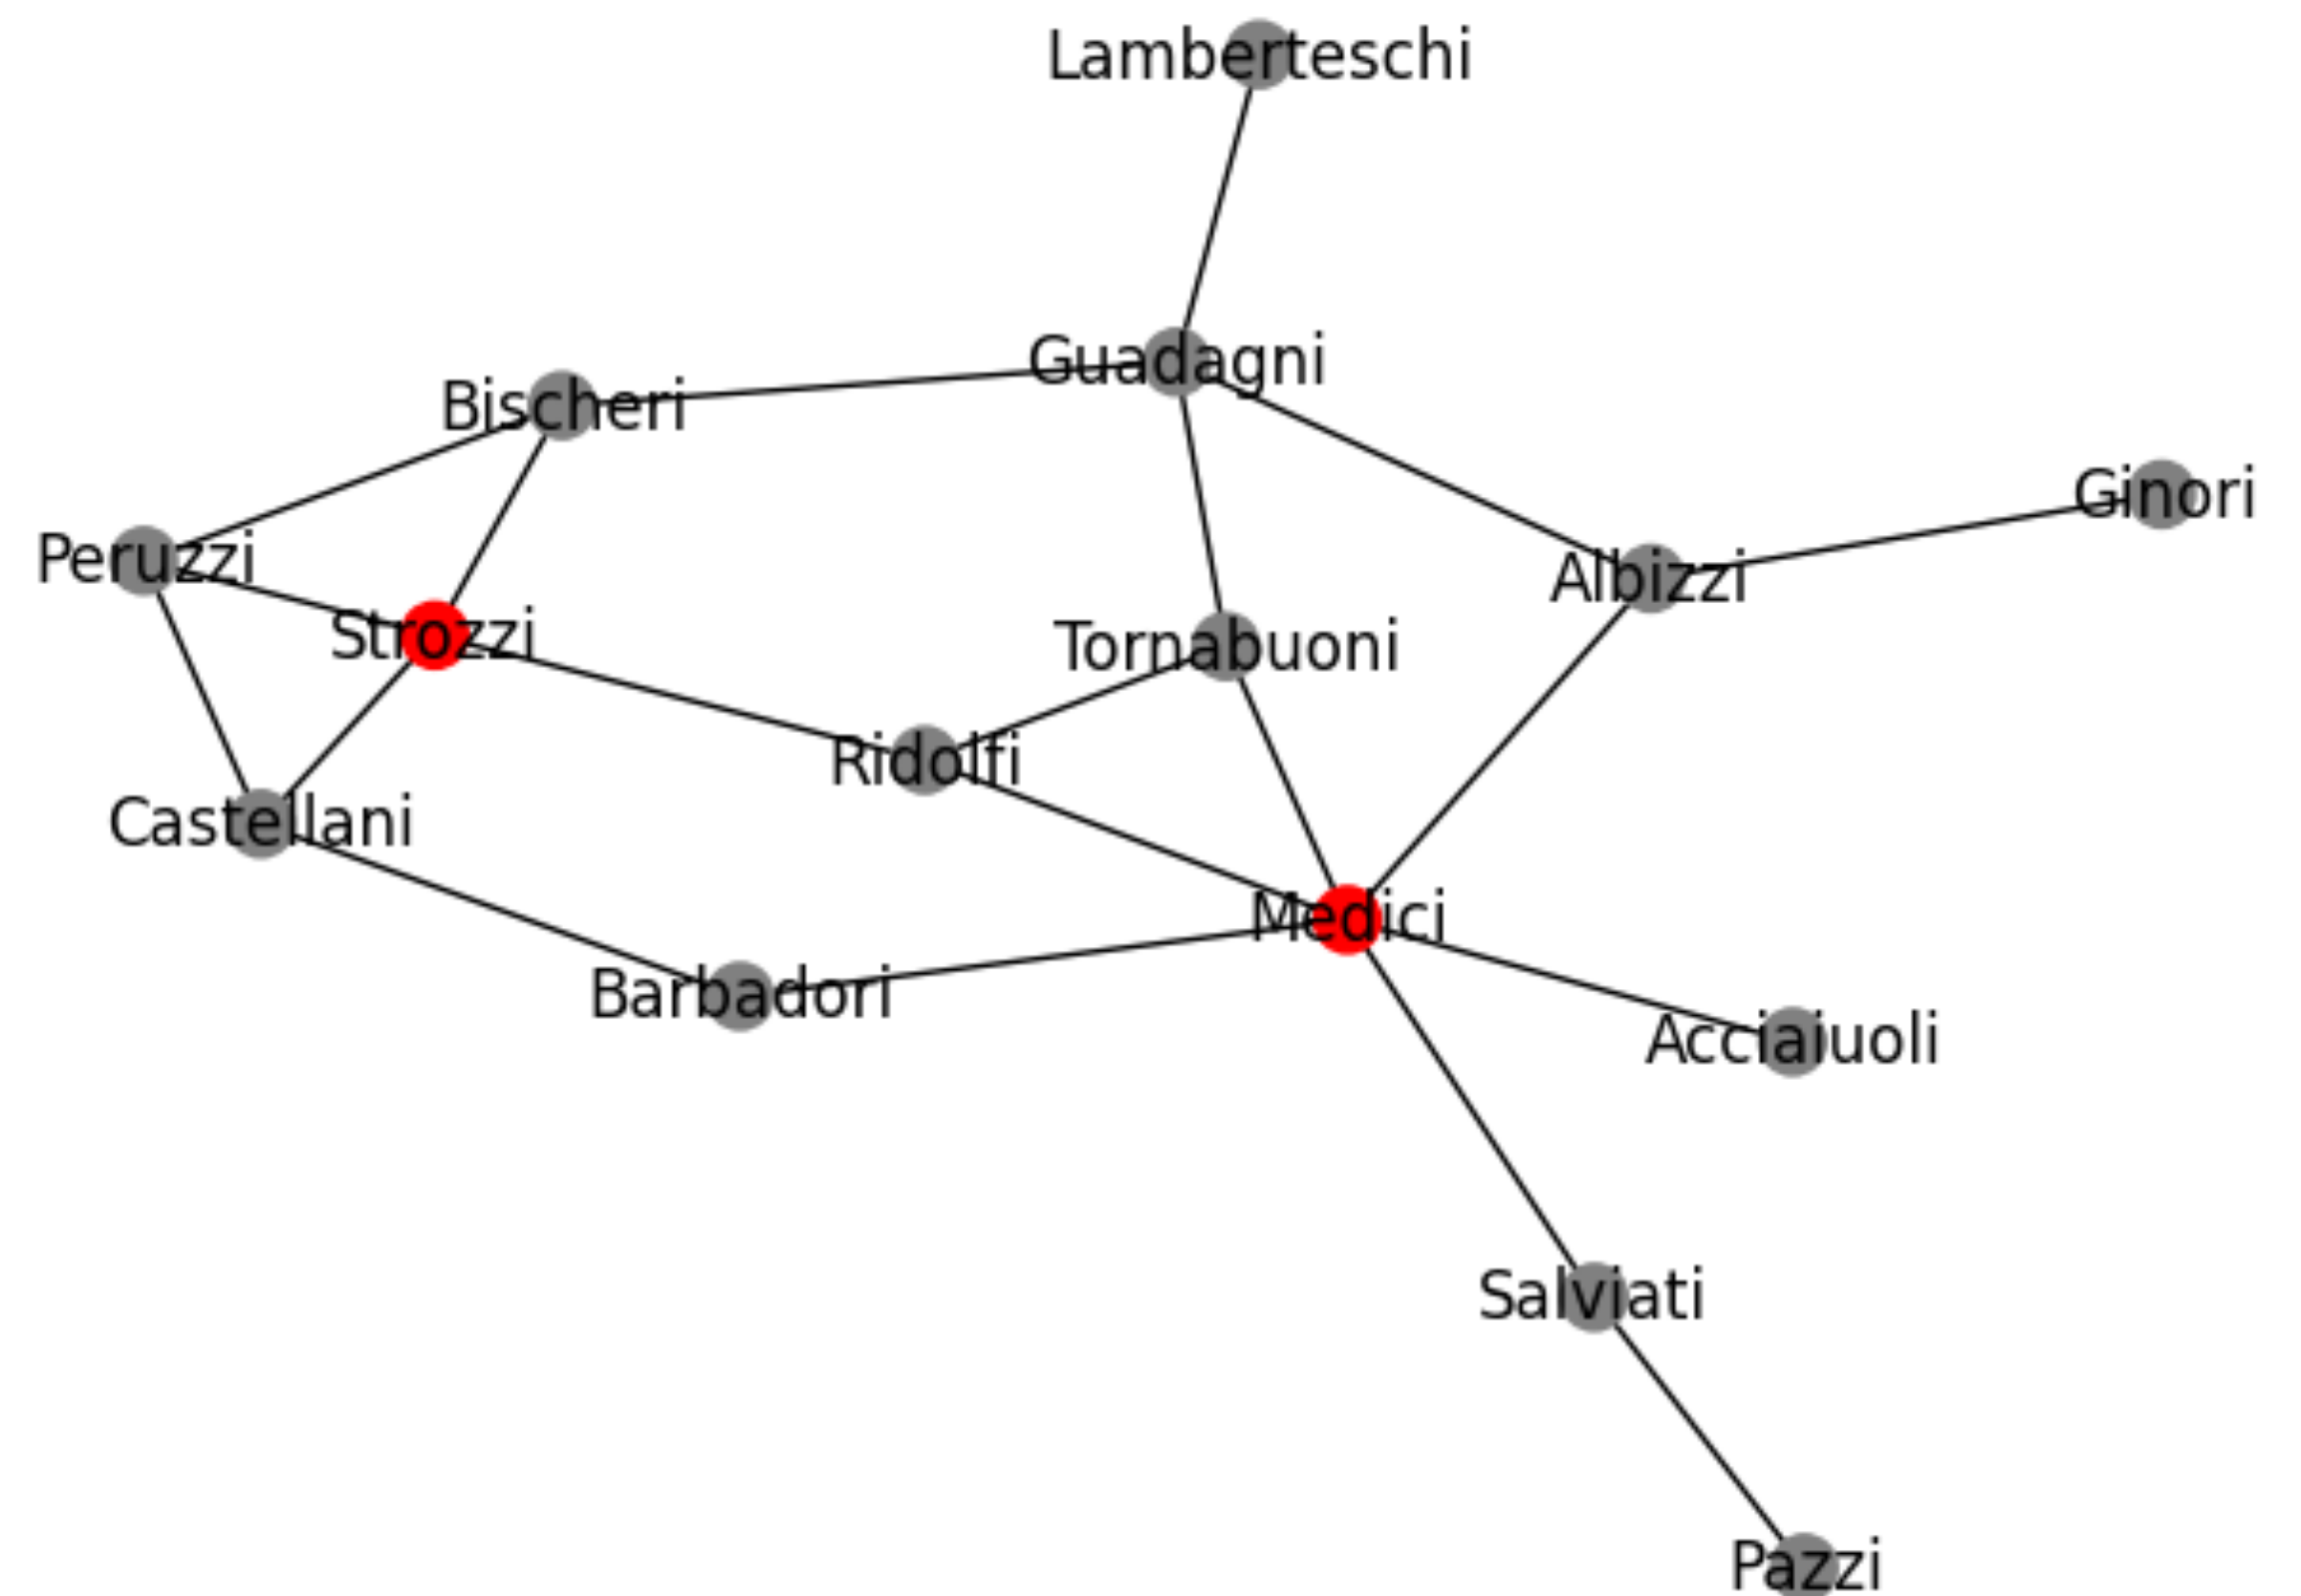 Lamberteschi
Guadagni
Bischeri
Ginori
Peruzzi
Albizzi
Strozzi
Tornabuoni
Ridolfi
Castellani
Medici
Barbadori
Acciaiuoli
Salviati
Pazzi